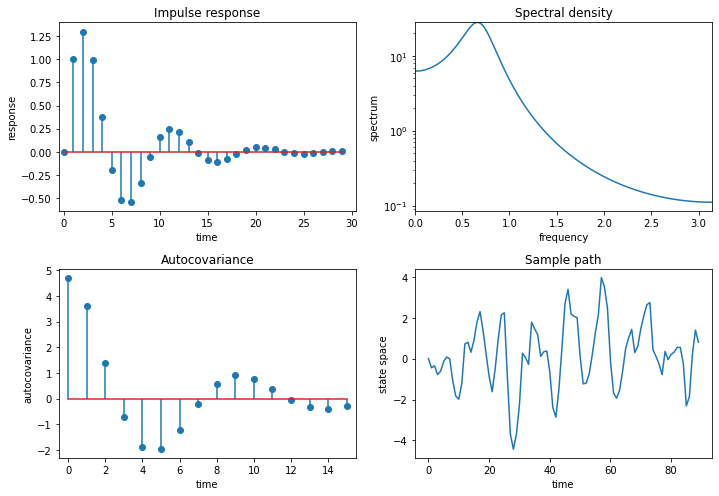 Impulse response
response
1.25
1.00
0.75
0.50
0.25
0.00
−0.25
−0.50
0 5 10 15 20 25 30
time
Spectral density
spectrum
10¹
10⁰
10⁻¹
0.0 0.5 1.0 1.5 2.0 2.5 3.0
frequency
Autocovariance
autocovariance
5
4
3
2
1
0
−1
−2
0 2 4 6 8 10 12 14
time
Sample path
state space
4
2
0
−2
−4
0 20 40 60 80
time